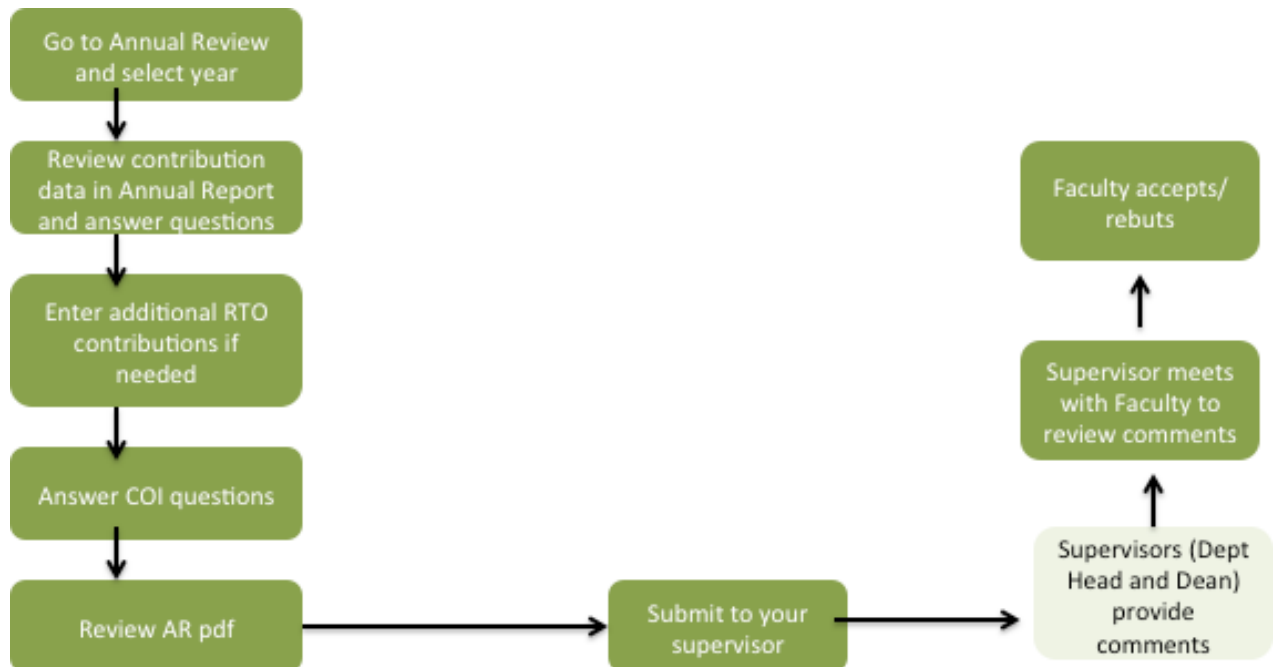 Go to Annual Review
and select year
Review contribution
data in Annual Report
and answer questions
Enter additional RTO
contributions if
needed
Answer COI questions
Review AR pdf
Submit to your
supervisor
Supervisors (Dept
Head and Dean)
provide
comments
Supervisor meets
with Faculty to
review comments
Faculty accepts/
rebuts